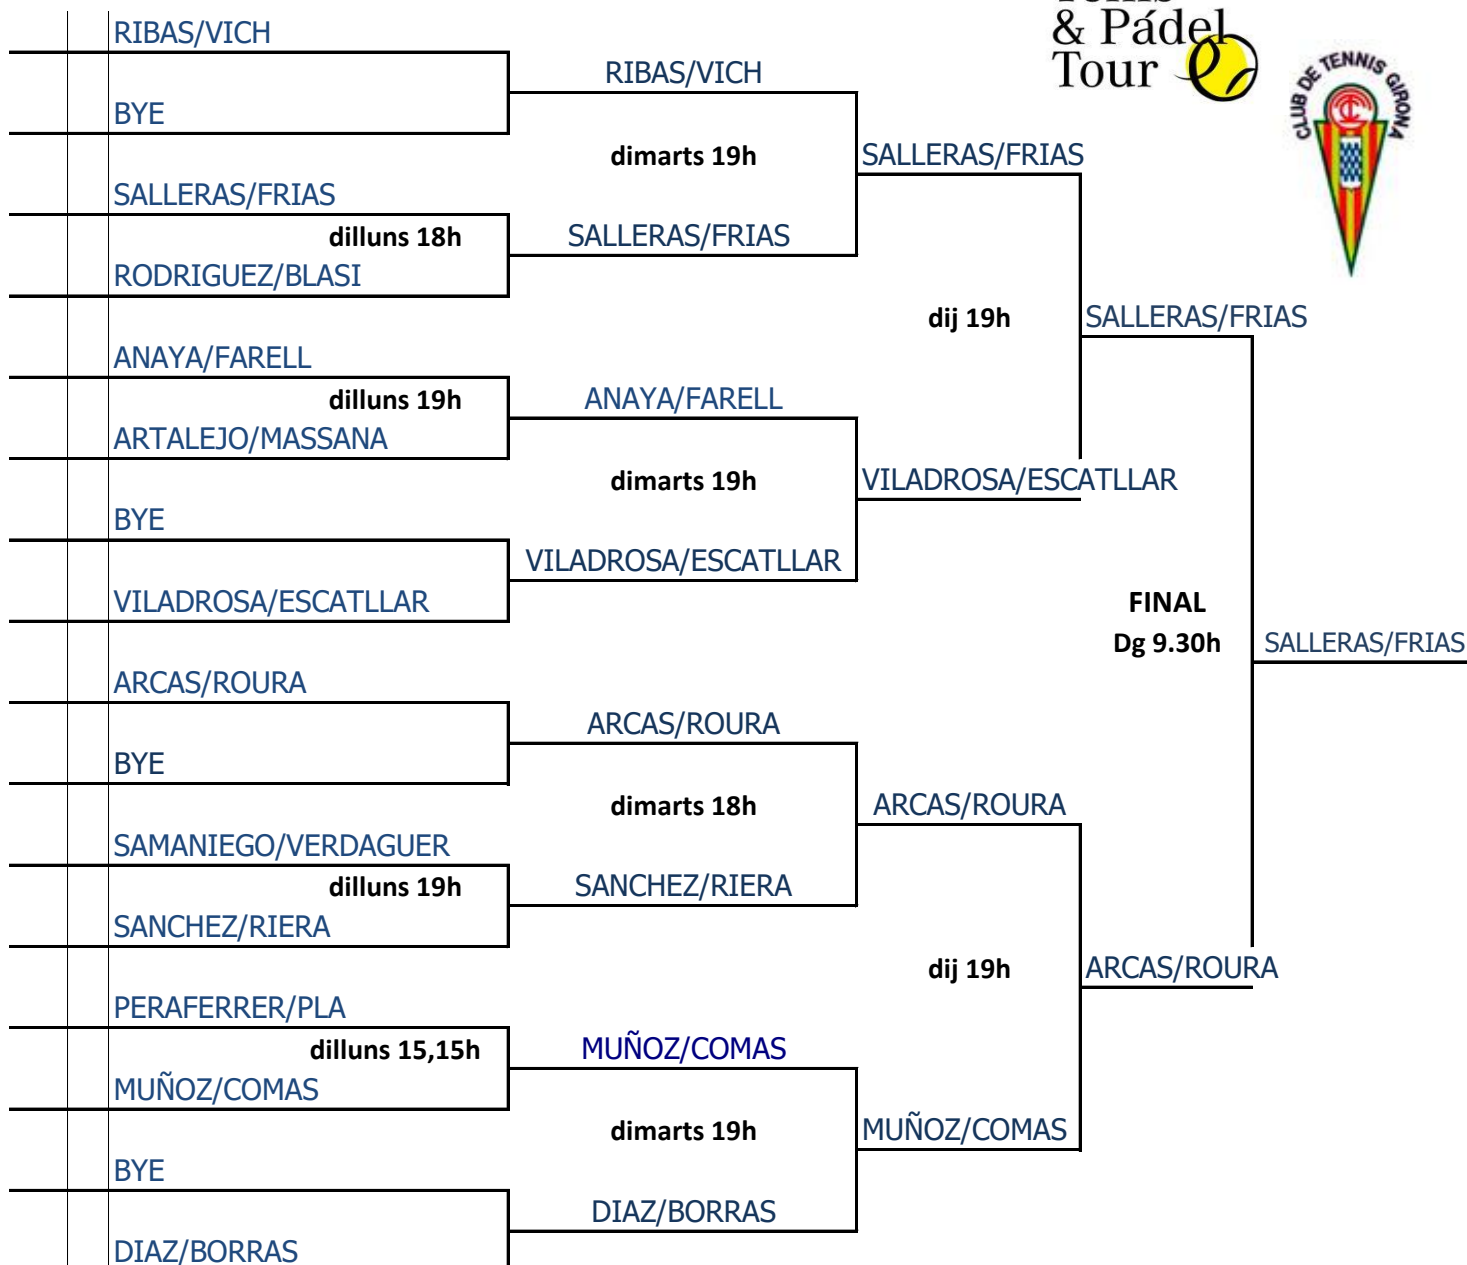 RIBAS/VICH
BYE
SALLERAS/FRIAS
dilluns 18h
RODRIGUEZ/BLASI
ANAYA/FARELL
dilluns 19h
ARTALEJO/MASSANA
BYE
VILADROSA/ESCATLLAR
ARCAS/ROURA
BYE
SAMANIEGO/VERDAGUER
dilluns 19h
SANCHEZ/RIERA
PERAFERRER/PLA
dilluns 15,15h
MUÑOZ/COMAS
BYE
DIAZ/BORRAS
RIBAS/VICH
dimarts 19h
SALLERAS/FRIAS
ANAYA/FARELL
dimarts 19h
VILADROSA/ESCATLLAR
ARCAS/ROURA
dimarts 18h
SANCHEZ/RIERA
MUÑOZ/COMAS
dimarts 19h
DIAZ/BORRAS
SALLERAS/FRIAS
dij 19h
VILADROSA/ESCATLLAR
ARCAS/ROURA
dij 19h
MUÑOZ/COMAS
SALLERAS/FRIAS
FINAL
Dg 9.30h
ARCAS/ROURA
SALLERAS/FRIAS
Tenis
& Pádel
Tour
CLUB DE TENNIS GIRONA